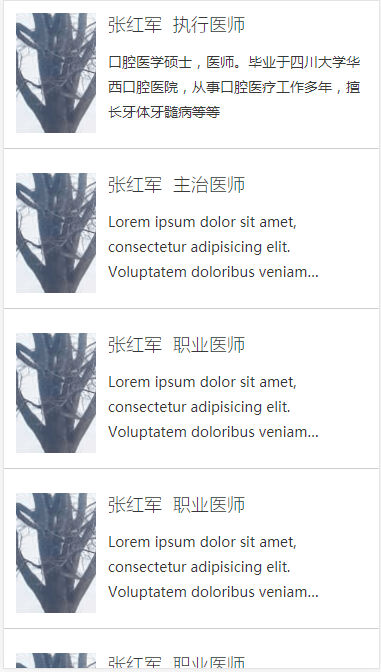 张红军 执行医师
口腔医学硕士，医师。毕业于四川大学华
西口腔医院，从事口腔医疗工作多年，擅
长牙体牙髓病等等
张红军 主治医师
Lorem ipsum dolor sit amet,
consectetur adipisicing elit.
Voluptatem doloribus veniam...
张红军 职业医师
Lorem ipsum dolor sit amet,
consectetur adipisicing elit.
Voluptatem doloribus veniam...
张红军 职业医师
Lorem ipsum dolor sit amet,
consectetur adipisicing elit.
Voluptatem doloribus veniam...
张红军 职业医师